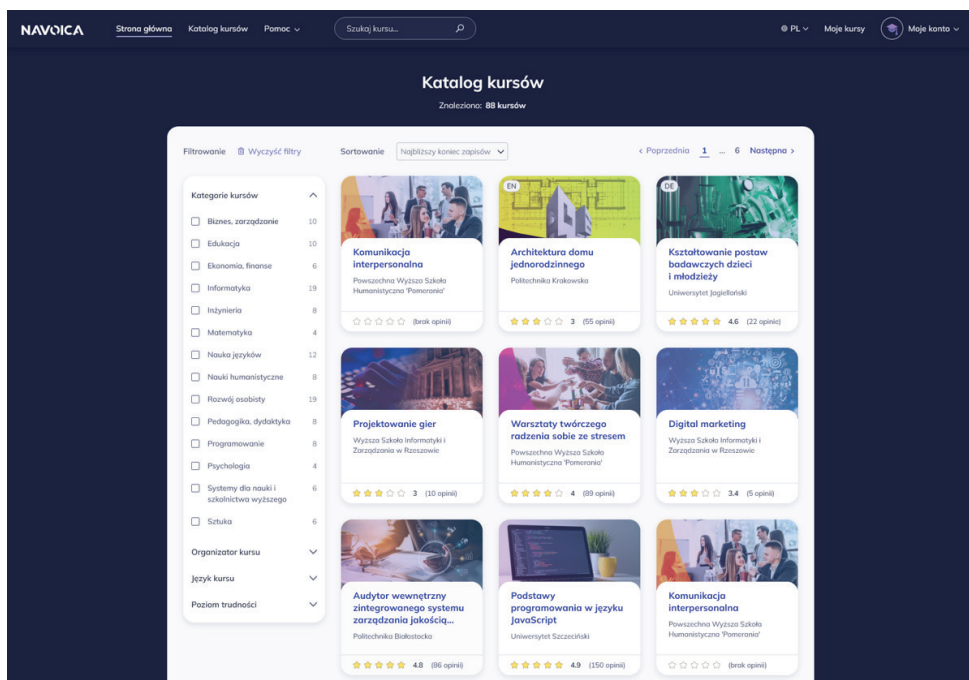 NAVOICA
Strona główna
Katalog kursów
Pomoc
Szukaj kursu...
PL
Moje kursy
Moje konto
Katalog kursów
Znaleziono: 88 kursów
Filtrowanie
Wyczyść filtry
Sortowanie
Najbliższy koniec zapisów
< Poprzednia 1 ... 6 Następna >
Kategorie kursów
Biznes, zarządzanie 10
Edukacja 10
Ekonomia, finanse 6
Informatyka 19
Inżynieria 8
Matematyka 4
Nauka języków 12
Nauki humanistyczne 8
Rozwój osobisty 19
Pedagogika, dydaktyka 8
Programowanie 8
Psychologia 4
Systemy dla nauki i 6
szkolnictwa wyższego
Sztuka 6
Organizator kursu
Język kursu
Poziom trudności
Komunikacja
interpersonalna
Powszechna Wyższa Szkoła
Humanistyczna 'Pomerania'
(brak opinii)
EN
Architektura domu
jednorodzinnego
Politechnika Krakowska
3 (55 opinii)
DE
Kształtowanie postaw
badawczych dzieci
i młodzieży
Uniwersytet Jagielloński
4.6 (22 opinie)
Projektowanie gier
Wyższa Szkoła Informatyki i
Zarządzania w Rzeszowie
3 (10 opinii)
Warsztaty twórczego
radzenia sobie ze stresem
Powszechna Wyższa Szkoła
Humanistyczna 'Pomerania'
4 (89 opinii)
Digital marketing
Wyższa Szkoła Informatyki i
Zarządzania w Rzeszowie
3.4 (5 opinii)
Audytor wewnętrzny
zintegrowanego systemu
zarządzania jakością...
Politechnika Białostocka
4.8 (86 opinii)
Podstawy
programowania w języku
JavaScript
Uniwersytet Szczeciński
4.9 (150 opinii)
Komunikacja
interpersonalna
Powszechna Wyższa Szkoła
Humanistyczna 'Pomerania'
(brak opinii)